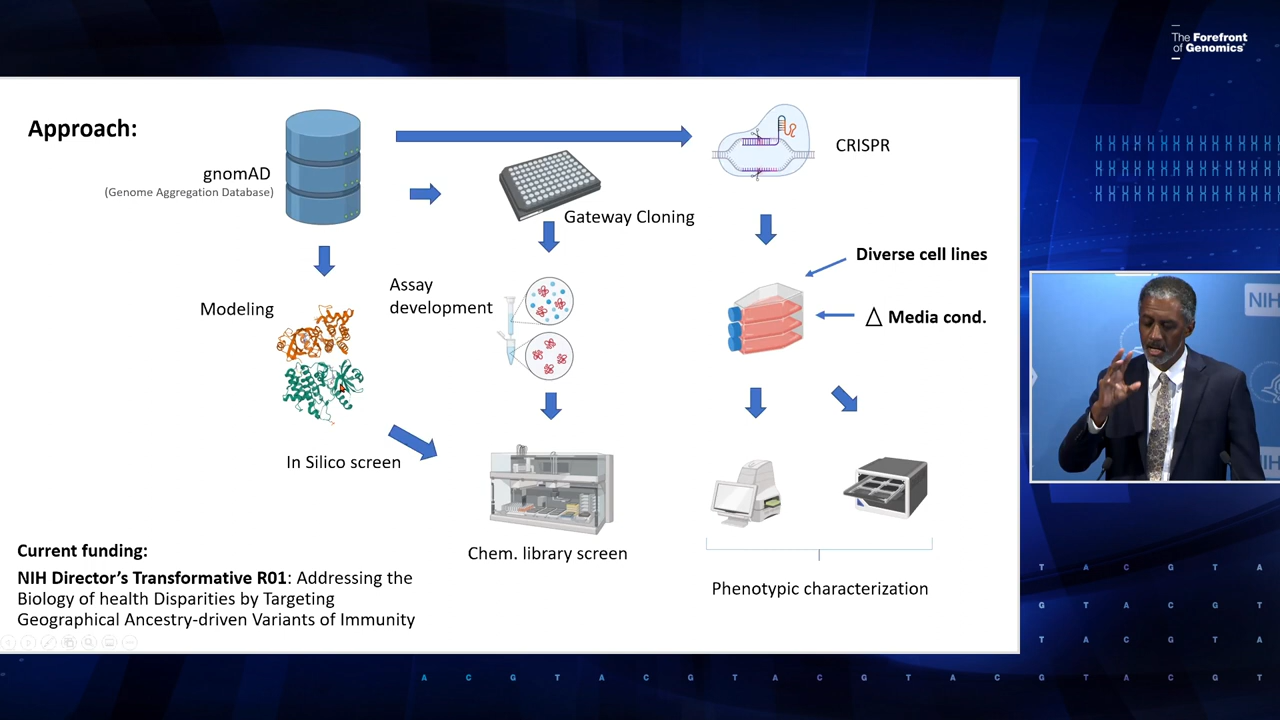 The Forefront
of Genomics®
Approach:
gnomAD
(Genome Aggregation Database)
CRISPR
Gateway Cloning
Diverse cell lines
Assay
development
Modeling
△ Media cond.
In Silico screen
Chem. library screen
Phenotypic characterization
Current funding:
NIH Director's Transformative R01: Addressing the
Biology of health Disparities by Targeting
Geographical Ancestry-driven Variants of Immunity
NIH
NIH
T A C G T A
G T A C G T
T A C G T A
A C G T A C G T A C G T A C G T A C G T